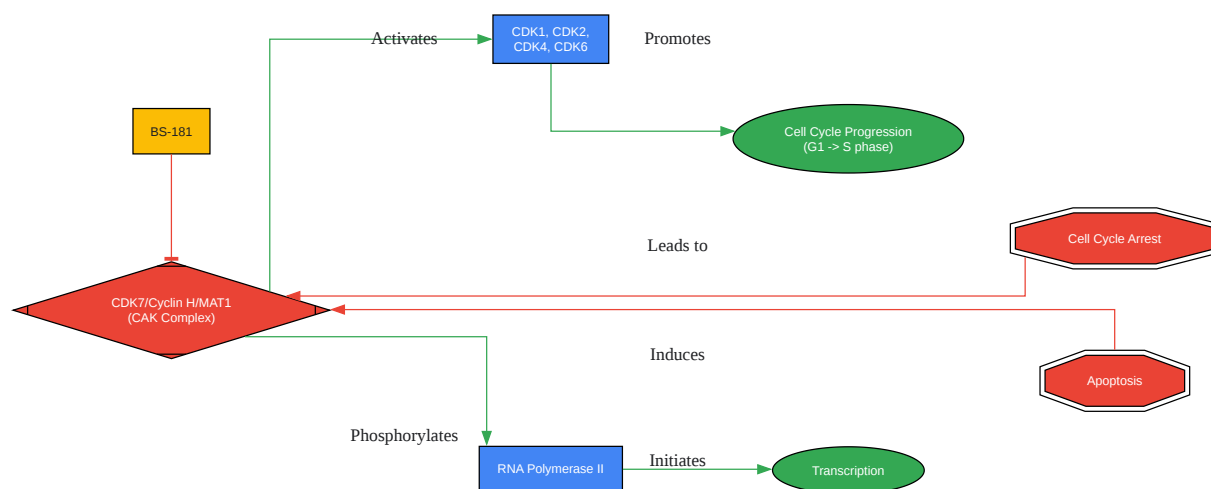 Activates
CDK1, CDK2,
CDK4, CDK6
Promotes
BS-181
Cell Cycle Progression
(G1 -> S phase)
Leads to
Cell Cycle Arrest
CDK7/Cyclin H/MAT1
(CAK Complex)
Induces
Apoptosis
Phosphorylates
RNA Polymerase II
Initiates
Transcription